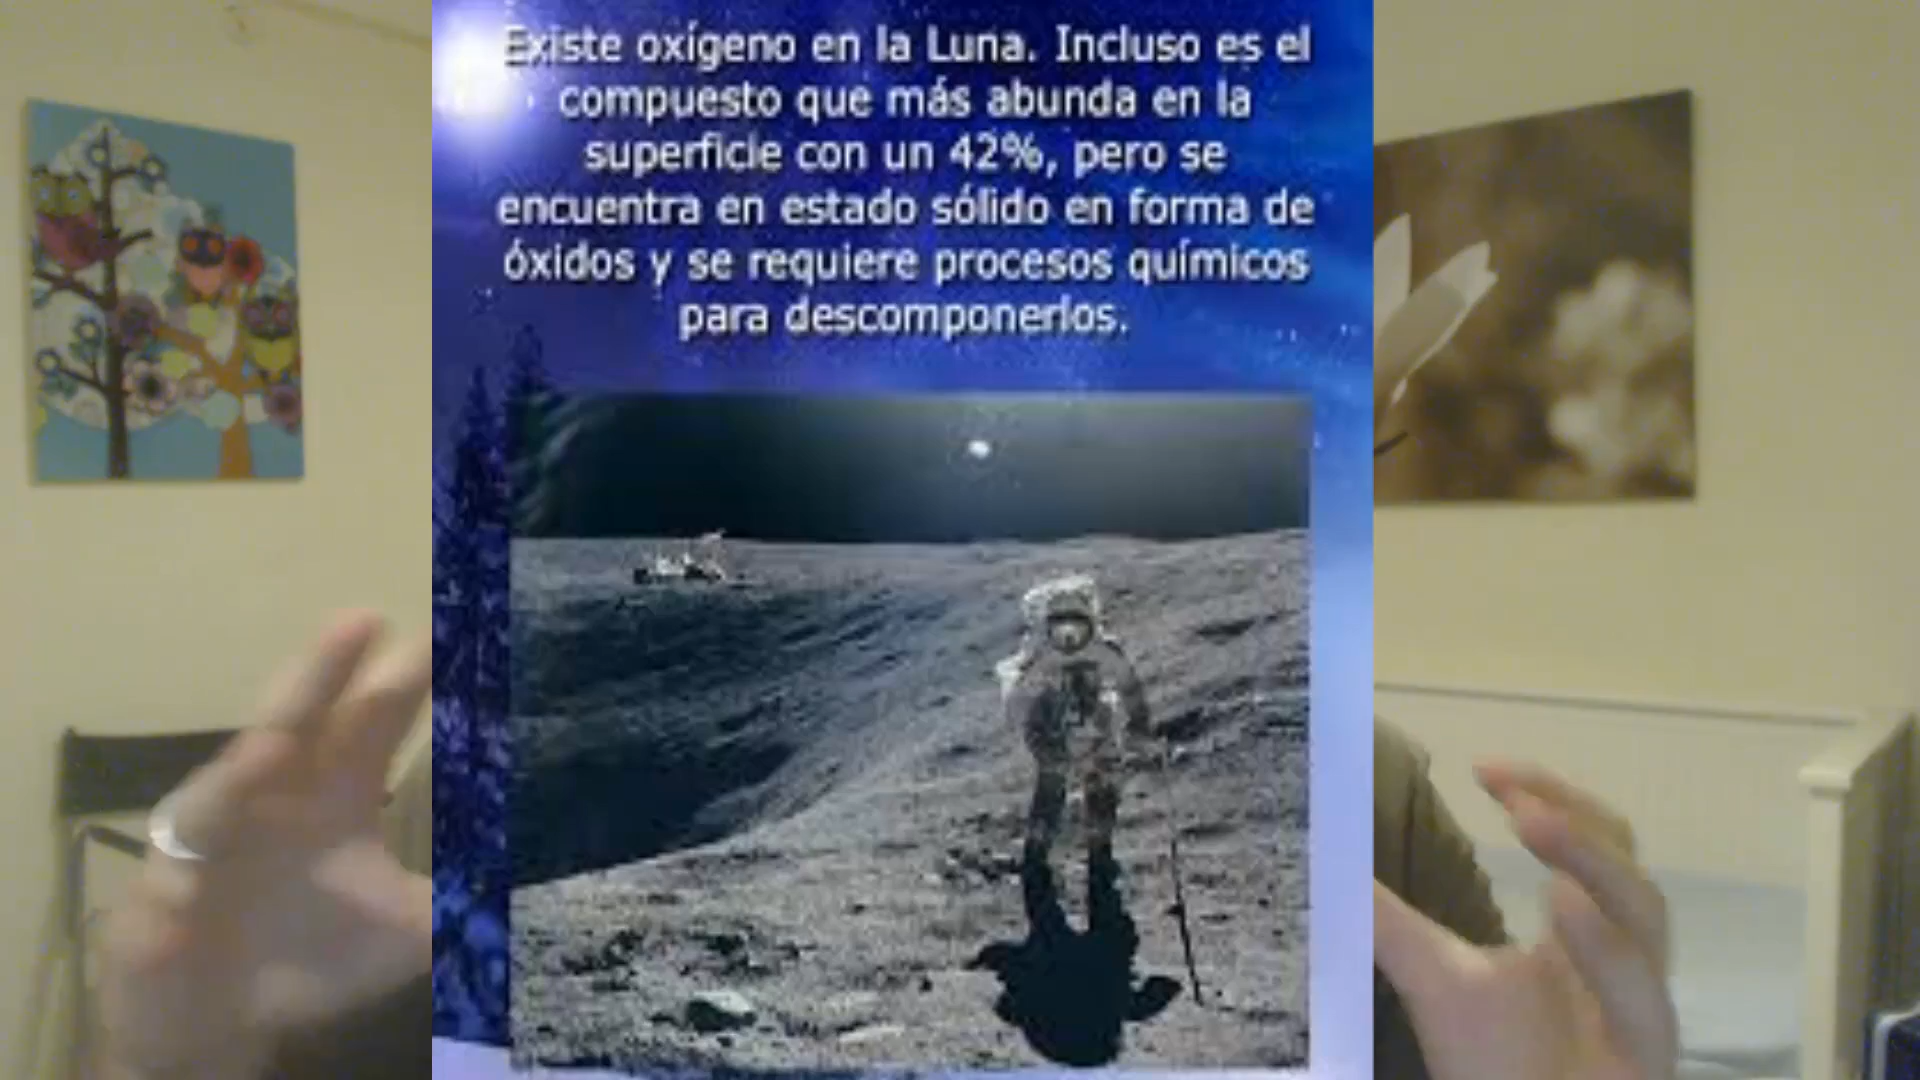 Existe oxígeno en la Luna. Incluso es el
compuesto que más abunda en la
superficie con un 42%, pero se
encuentra en estado sólido en forma de
óxidos y se requiere procesos químicos
para descomponerlos.